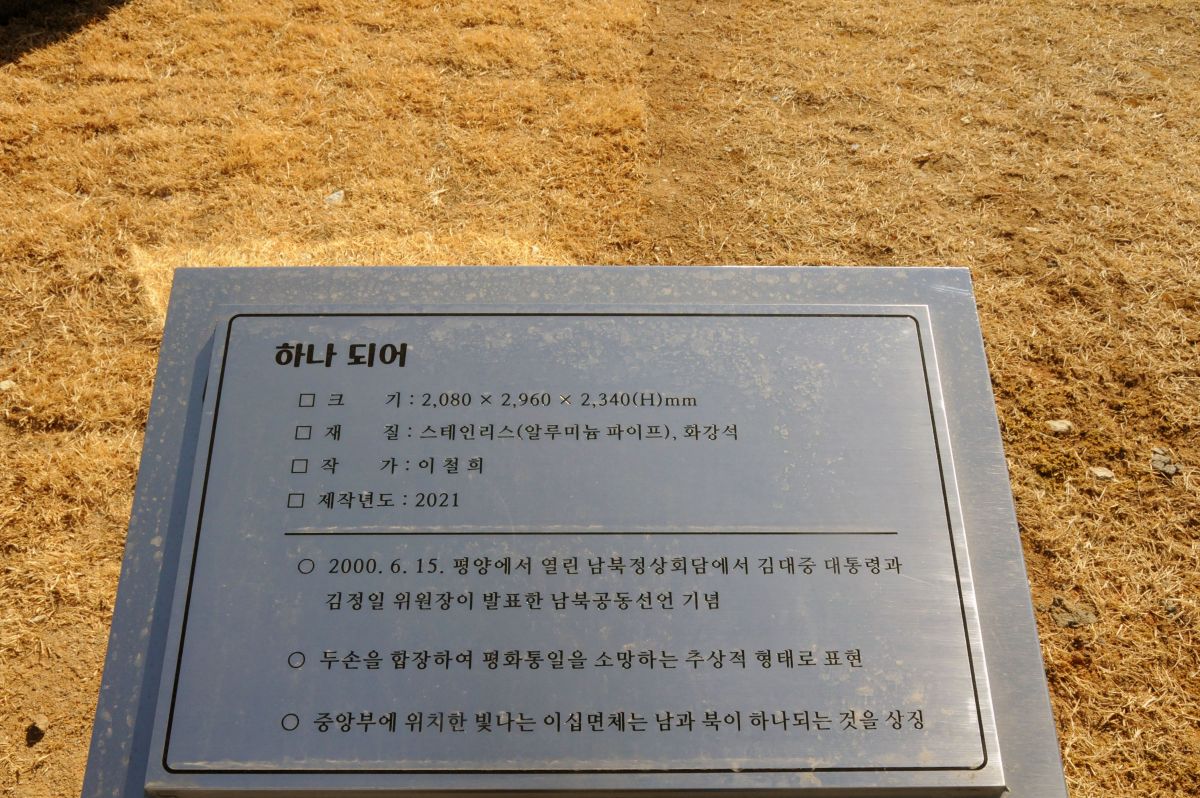 하나 되어
□ 크 기 : 2,080 × 2,960 × 2,340(H)mm
□ 재 질 : 스테인리스(알루미늄 파이프), 화강석
□ 작 가 : 이 철 희
□ 제작년도 : 2021
○ 2000. 6. 15. 평양에서 열린 남북정상회담에서 김대중 대통령과
김정일 위원장이 발표한 남북공동선언 기념
○ 두손을 합장하여 평화통일을 소망하는 추상적 형태로 표현
○ 중앙부에 위치한 빛나는 이십면체는 남과 북이 하나되는 것을 상징